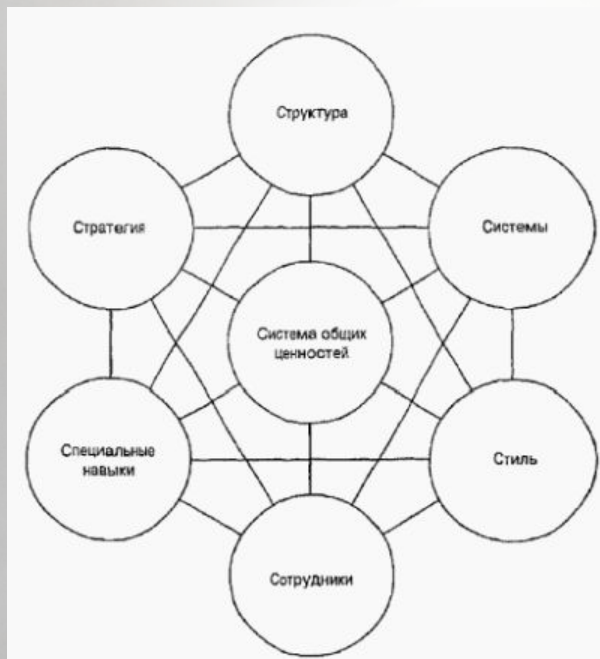 Структура
Стратегия
Системы
Система общих
ценностей
Специальные
навыки
Стиль
Сотрудники